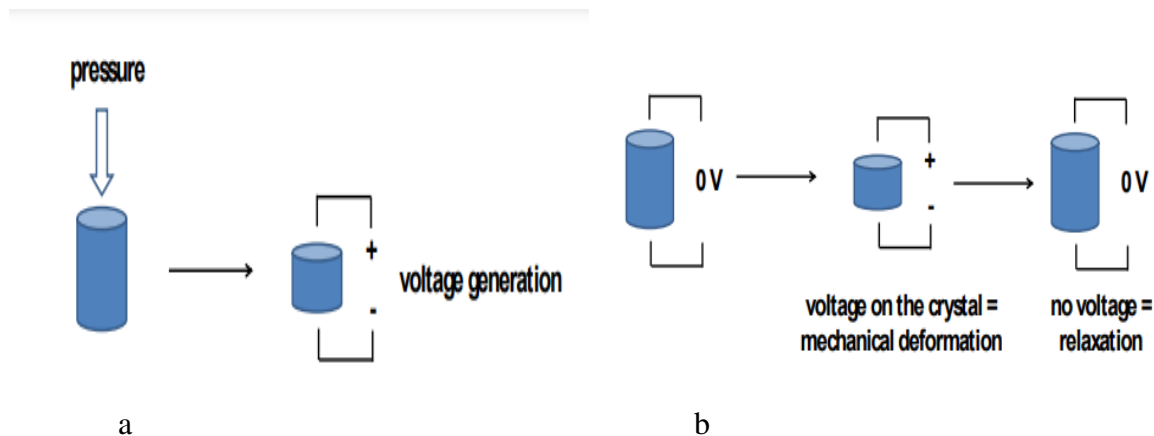 pressure
+
-
voltage generation
a
0 V
+
-
voltage on the crystal =
mechanical deformation
0 V
no voltage =
relaxation
b